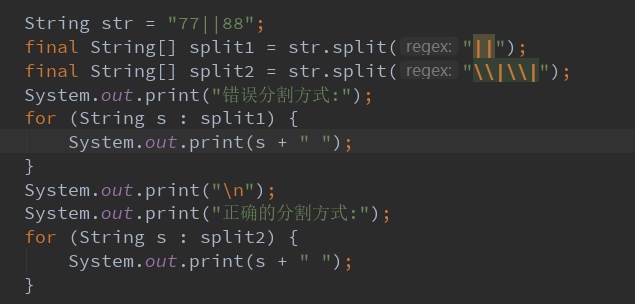 String str = "77||88";
final String[] split1 = str.split( regex: "||");
final String[] split2 = str.split( regex: "\\|\\|");
System.out.print("错误分割方式:");
for (String s : split1) {
    System.out.print(s + " ");
}
System.out.print("\n");
System.out.print("正确的分割方式:");
for (String s : split2) {
    System.out.print(s + " ");
}